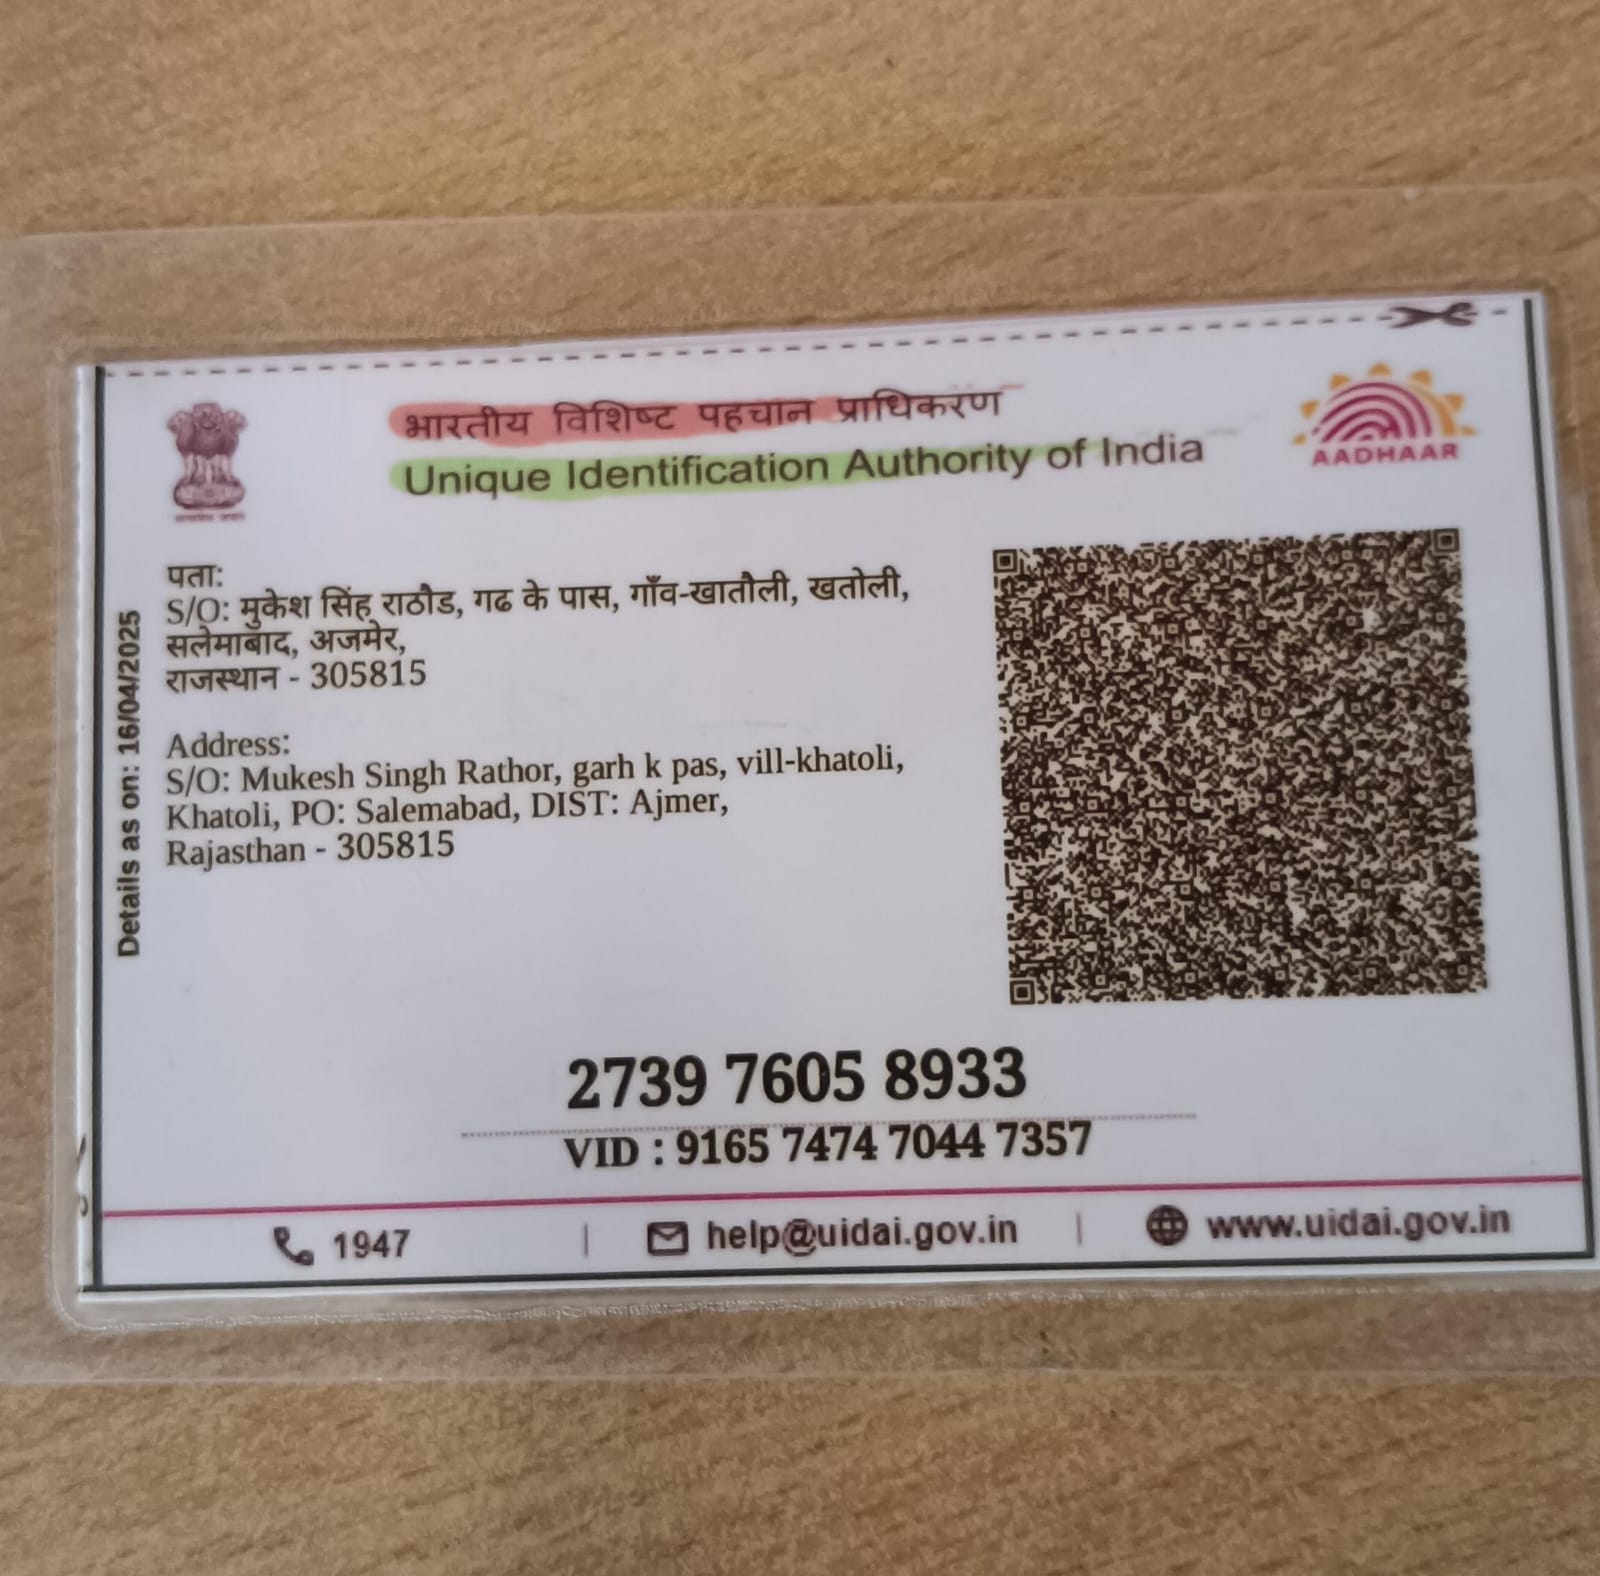 भारतीय विशिष्ट पहचान प्राधिकरण
Unique Identification Authority of India
AADHAAR
Details as on: 16/04/2025
पता:
S/O: मुकेश सिंह राठौड, गढ के पास, गाँव-खातौली, खतोली,
सलेमाबाद, अजमेर,
राजस्थान - 305815
Address:
S/O: Mukesh Singh Rathor, garh k pas, vill-khatoli,
Khatoli, PO: Salemabad, DIST: Ajmer,
Rajasthan - 305815
2739 7605 8933
VID : 9165 7474 7044 7357
1947 | help@uidai.gov.in | www.uidai.gov.in